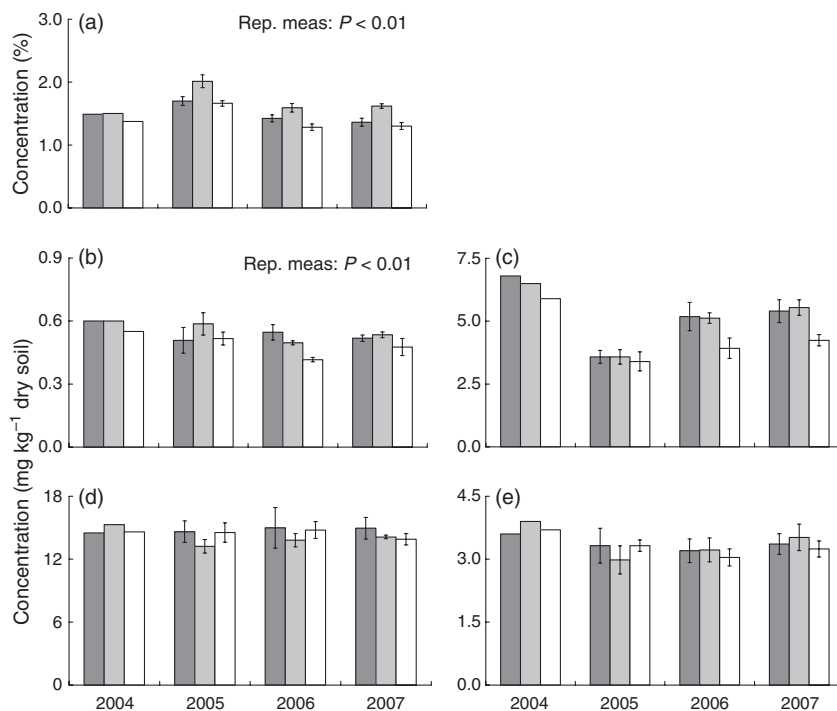 (a) Rep. meas: P < 0.01
Concentration (%)
3.0
2.0
1.0
0.0
(b) Rep. meas: P < 0.01
0.9
0.6
0.3
0.0
(c)
7.5
5.0
2.5
0.0
Concentration (mg kg⁻¹ dry soil)
(d)
18
14
6
0
2004 2005 2006 2007
(e)
4.5
3.0
1.5
0.0
2004 2005 2006 2007